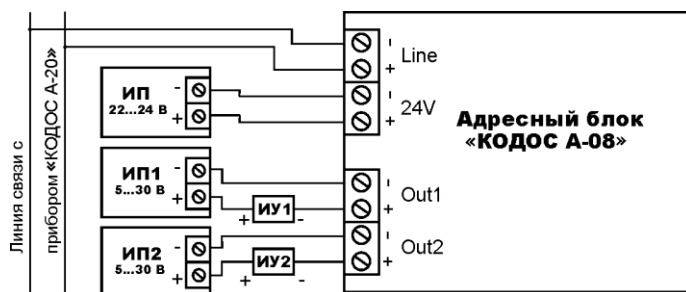 Линия связи с
прибором «КОДОС А-20»
ИП
22...24 В
-
+
ИП1
5...30 В
-
+
ИП2
5...30 В
-
+
+ ИУ1 -
+ ИУ2 -
-
Line
+
-
24V
+
-
Out1
+
-
Out2
+
Адресный блок
«КОДОС А-08»